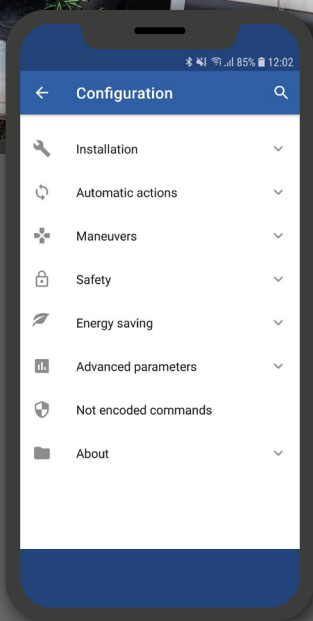 85% 12:02
Configuration
Installation
Automatic actions
Maneuvers
Safety
Energy saving
Advanced parameters
Not encoded commands
About